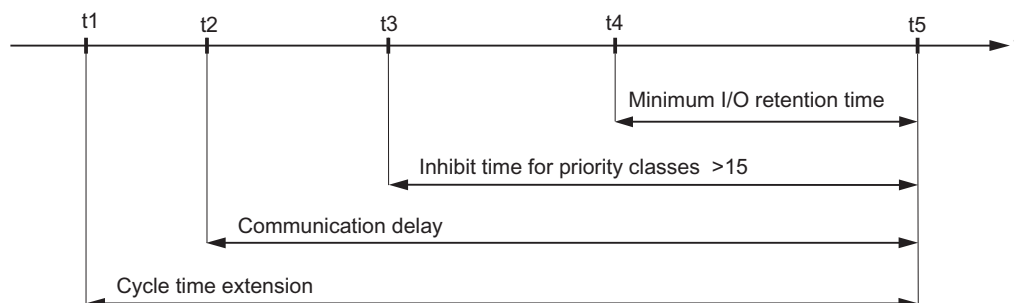 t1
t2
t3
t4
t5
Minimum I/O retention time
Inhibit time for priority classes >15
Communication delay
Cycle time extension